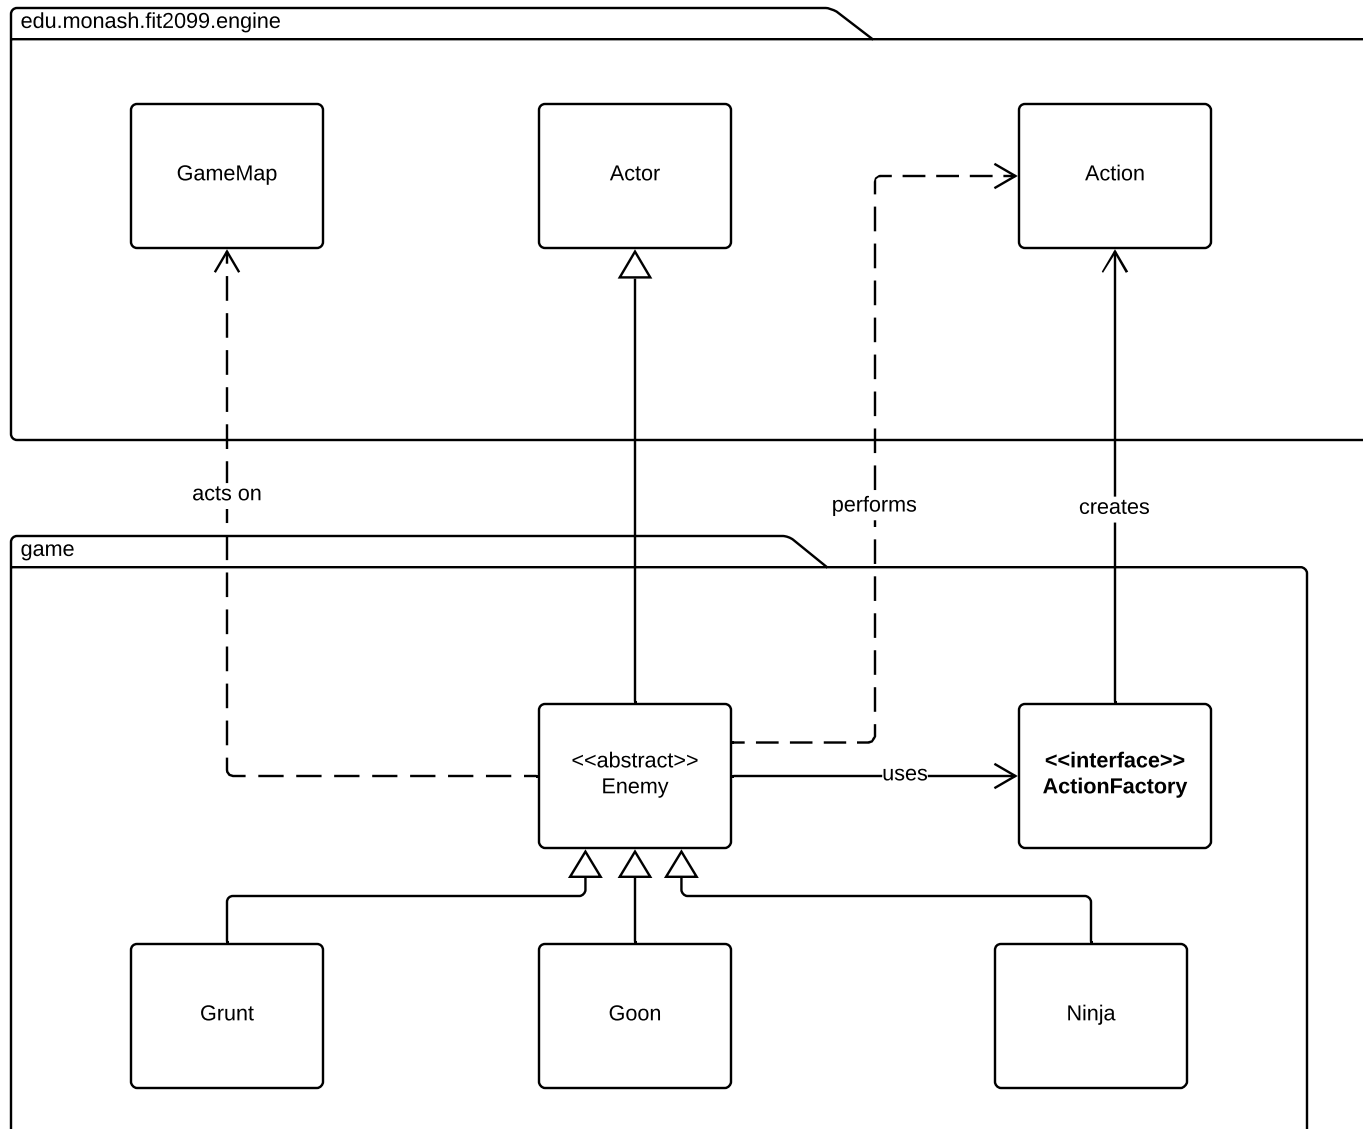 edu.monash.fit2099.engine
GameMap
Actor
Action
acts on
performs
creates
game
<<abstract>>
Enemy
uses
<<interface>>
ActionFactory
Grunt
Goon
Ninja